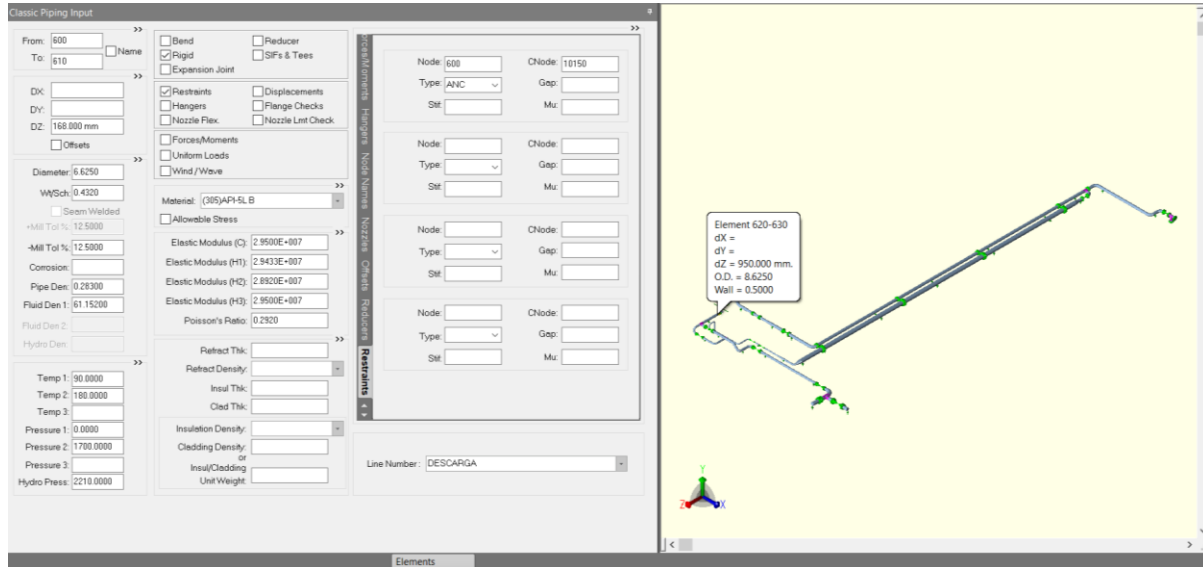 Classic Piping Input
>>
From: 600
To: 610
Name
>>
DX:
DY:
DZ: 168.000 mm
Offsets
>>
Diameter: 6.6250
Wt/Sch: 0.4320
Seam Welded
+Mill Tol %: 12.5000
-Mill Tol %: 12.5000
Corrosion:
Pipe Den: 0.28300
Fluid Den 1: 61.15200
Fluid Den 2:
Hydro Den:
>>
Temp 1: 90.0000
Temp 2: 180.0000
Temp 3:
Pressure 1: 0.0000
Pressure 2: 1700.0000
Pressure 3:
Hydro Press: 2210.0000
>>
Bend
Reducer
Rigid
SIFs & Tees
Expansion Joint
Restraints
Displacements
Hangers
Flange Checks
Nozzle Flex.
Nozzle Lmt Check
Forces/Moments
Uniform Loads
Wind / Wave
>>
Material: (305)API-5L B
Allowable Stress
>>
Elastic Modulus (C): 2.9500E+007
Elastic Modulus (H1): 2.9433E+007
Elastic Modulus (H2): 2.8920E+007
Elastic Modulus (H3): 2.9500E+007
Poisson's Ratio: 0.2920
>>
Refract Thk:
Refract Density:
Insul Thk:
Clad Thk:
Insulation Density:
Cladding Density:
or
Insul/Cladding
Unit Weight:
>>
orces/Moments
Hangers
Node Names
Nozzles
Offsets
Reducers
Restraints
Node: 600 CNode: 10150
Type: ANC Gap:
Stif: Mu:
Node: CNode:
Type: Gap:
Stif: Mu:
Node: CNode:
Type: Gap:
Stif: Mu:
Node: CNode:
Type: Gap:
Stif: Mu:
Line Number : DESCARGA
Elements
Element 620-630
dX =
dY =
dZ = 950.000 mm.
O.D. = 8.6250
Wall = 0.5000
Y
Z
X